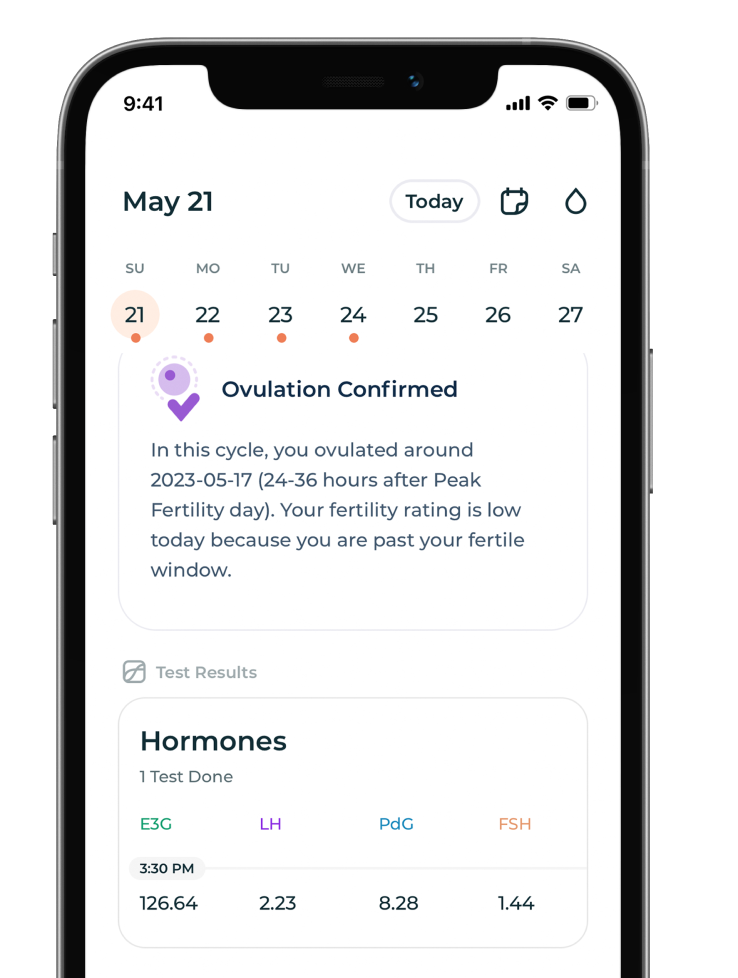 9:41
May 21
Today
SU MO TU WE TH FR SA
21 22 23 24 25 26 27
Ovulation Confirmed
In this cycle, you ovulated around
2023-05-17 (24-36 hours after Peak
Fertility day). Your fertility rating is low
today because you are past your fertile
window.
Test Results
Hormones
1 Test Done
E3G LH PdG FSH
3:30 PM
126.64 2.23 8.28 1.44